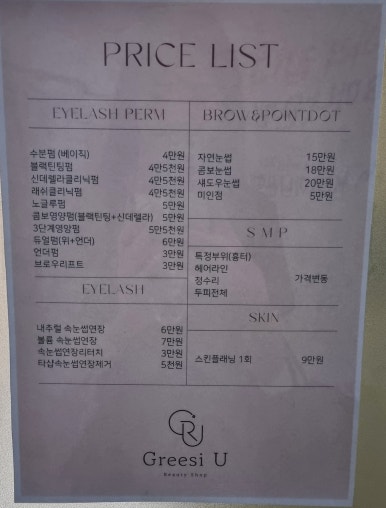 PRICE LIST
EYELASH PERM
수분펌 (베이직) 4만원
블랙틴팅펌 4만5천원
신데렐라클리닉펌 4만5천원
래쉬클리닉펌 4만5천원
노글루펌 5만원
콤보영양펌(블랙틴팅+신데렐라) 5만원
3단계영양펌 5만5천원
듀얼펌(위+언더) 6만원
언더펌 3만원
브로우리프트 3만원
EYELASH
내추럴 속눈썹연장 6만원
볼륨 속눈썹연장 7만원
속눈썹연장리터치 3만원
타샵속눈썹연장제거 5천원
BROW & POINTDOT
자연눈썹 15만원
콤보눈썹 18만원
섀도우눈썹 20만원
미인점 5만원
S M P
특정부위(흉터)
헤어라인
정수리 가격변동
두피전체
SKIN
스킨플래닝 1회 9만원
Greesi U
Beauty Shop